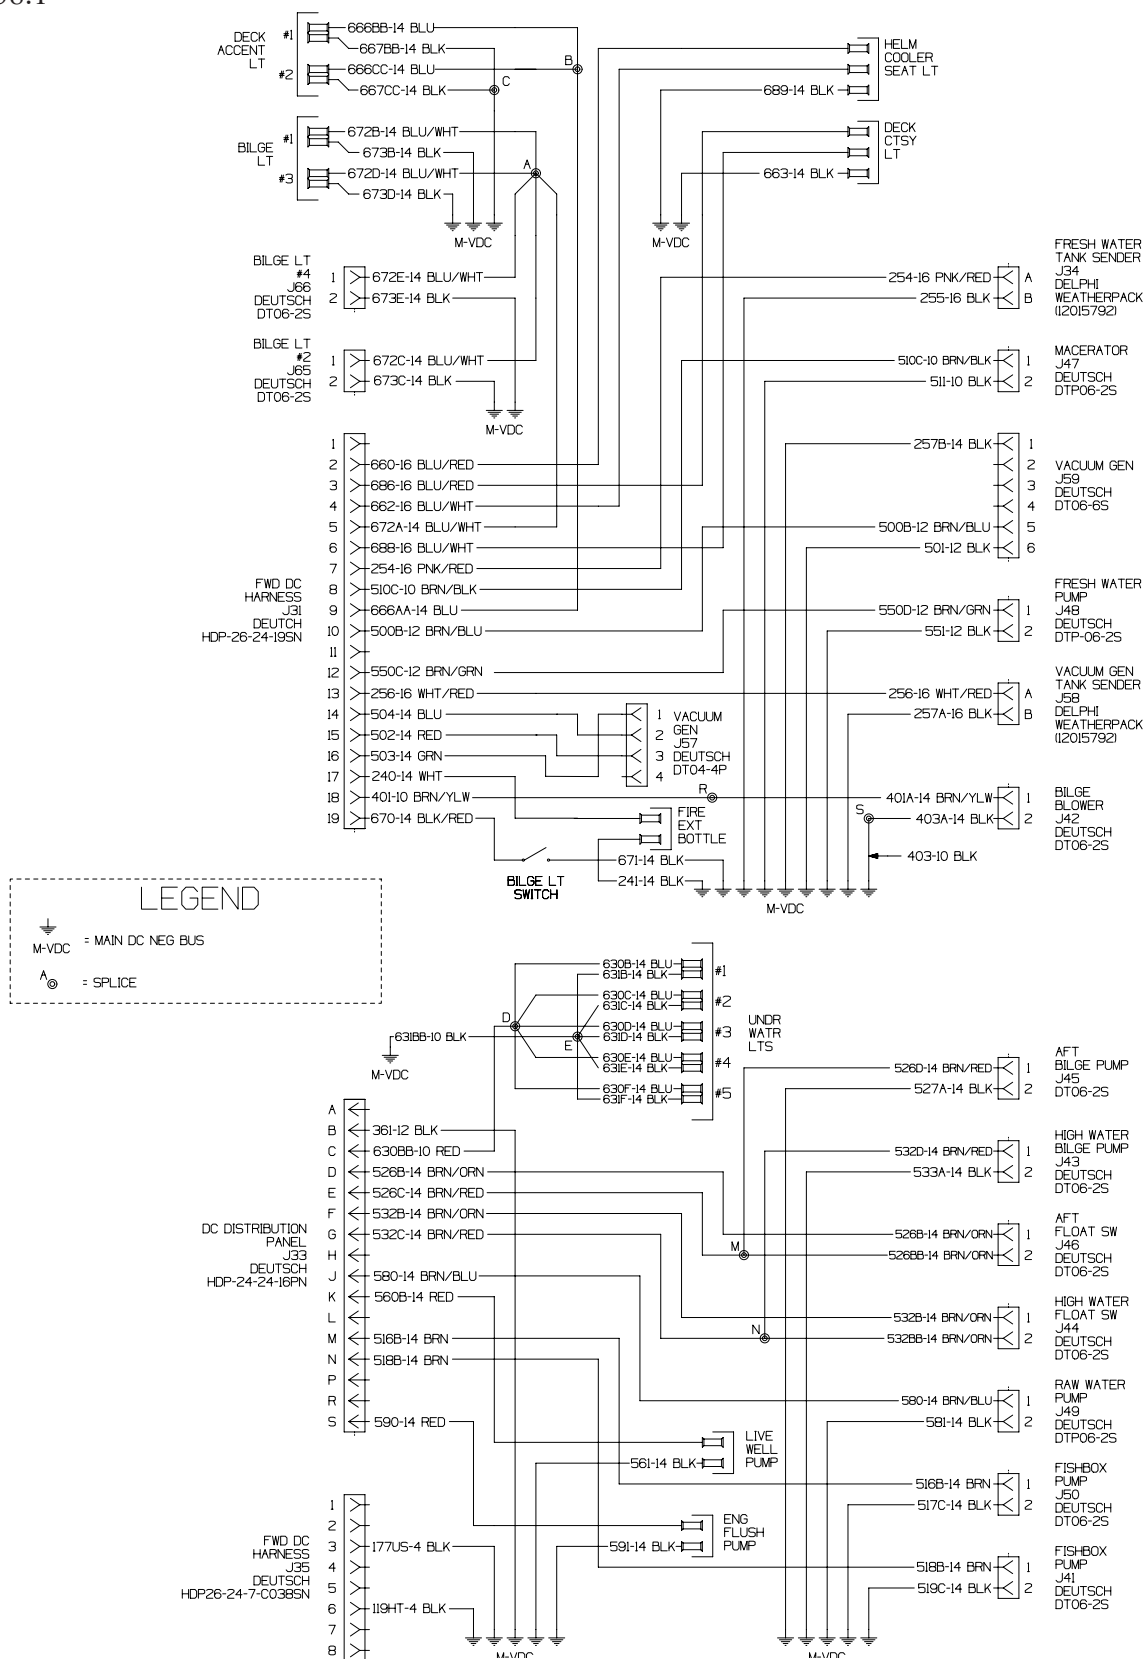 DECK
ACCENT
LT
#1
666BB-14 BLU
667BB-14 BLK
#2
666CC-14 BLU
667CC-14 BLK
B
C
BILGE
LT
#1
672B-14 BLU/WHT
673B-14 BLK
#3
672D-14 BLU/WHT
673D-14 BLK
A
M-VDC
HELM
COOLER
SEAT LT
689-14 BLK
DECK
CTSY
LT
663-14 BLK
M-VDC
BILGE LT
#4
J66
DEUTSCH
DT06-2S
1 672E-14 BLU/WHT
2 673E-14 BLK
BILGE LT
#2
J65
DEUTSCH
DT06-2S
1 672C-14 BLU/WHT
2 673C-14 BLK
M-VDC
FWD DC
HARNESS
J31
DEUTCH
HDP-26-24-19SN
1
2 660-16 BLU/RED
3 686-16 BLU/RED
4 662-16 BLU/WHT
5 672A-14 BLU/WHT
6 688-16 BLU/WHT
7 254-16 PNK/RED
8 510C-10 BRN/BLK
9 666AA-14 BLU
10 500B-12 BRN/BLU
11
12 550C-12 BRN/GRN
13 256-16 WHT/RED
14 504-14 BLU
15 502-14 RED
16 503-14 GRN
17 240-14 WHT
18 401-10 BRN/YLW
19 670-14 BLK/RED
254-16 PNK/RED A
255-16 BLK B
FRESH WATER
TANK SENDER
J34
DELPHI
WEATHERPACK
(12015792)
510C-10 BRN/BLK 1
511-10 BLK 2
MACERATOR
J47
DEUTSCH
DTP06-2S
257B-14 BLK 1
2
3
4
500B-12 BRN/BLU 5
501-12 BLK 6
VACUUM GEN
J59
DEUTSCH
DT06-6S
550D-12 BRN/GRN 1
551-12 BLK 2
FRESH WATER
PUMP
J48
DEUTSCH
DTP-06-2S
256-16 WHT/RED A
257A-16 BLK B
VACUUM GEN
TANK SENDER
J58
DELPHI
WEATHERPACK
(12015792)
1
2
3
4
VACUUM
GEN
J57
DEUTSCH
DT04-4P
R
S
401A-14 BRN/YLW 1
403A-14 BLK 2
403-10 BLK
BILGE
BLOWER
J42
DEUTSCH
DT06-2S
FIRE
EXT
BOTTLE
671-14 BLK
241-14 BLK
BILGE LT
SWITCH
M-VDC
LEGEND
M-VDC = MAIN DC NEG BUS
A = SPLICE
630B-14 BLU
631B-14 BLK
#1
630C-14 BLU
631C-14 BLK
#2
630D-14 BLU
631D-14 BLK
#3
630E-14 BLU
631E-14 BLK
#4
630F-14 BLU
631F-14 BLK
#5
UNDR
WATR
LTS
D
E
631BB-10 BLK
M-VDC
DC DISTRIBUTION
PANEL
J33
DEUTSCH
HDP-24-24-16PN
A
B 361-12 BLK
C 630BB-10 RED
D 526B-14 BRN/ORN
E 526C-14 BRN/RED
F 532B-14 BRN/ORN
G 532C-14 BRN/RED
H
J 580-14 BRN/BLU
K 560B-14 RED
L
M 516B-14 BRN
N 518B-14 BRN
P
R
S 590-14 RED
526D-14 BRN/RED 1
527A-14 BLK 2
AFT
BILGE PUMP
J45
DT06-2S
532D-14 BRN/RED 1
533A-14 BLK 2
HIGH WATER
BILGE PUMP
J43
DEUTSCH
DT06-2S
M
526B-14 BRN/ORN 1
526BB-14 BRN/ORN 2
AFT
FLOAT SW
J46
DEUTSCH
DT06-2S
N
532B-14 BRN/ORN 1
532BB-14 BRN/ORN 2
HIGH WATER
FLOAT SW
J44
DEUTSCH
DT06-2S
580-14 BRN/BLU 1
581-14 BLK 2
RAW WATER
PUMP
J49
DEUTSCH
DTP06-2S
LIVE
WELL
PUMP
561-14 BLK
516B-14 BRN 1
517C-14 BLK 2
FISHBOX
PUMP
J50
DEUTSCH
DT06-2S
ENG
FLUSH
PUMP
591-14 BLK
518B-14 BRN 1
519C-14 BLK 2
FISHBOX
PUMP
J41
DEUTSCH
DT06-2S
FWD DC
HARNESS
J35
DEUTSCH
HDP26-24-7-C038SN
1
2
3 177US-4 BLK
4
5
6 119HT-4 BLK
7
8
M-VDC
M-VDC